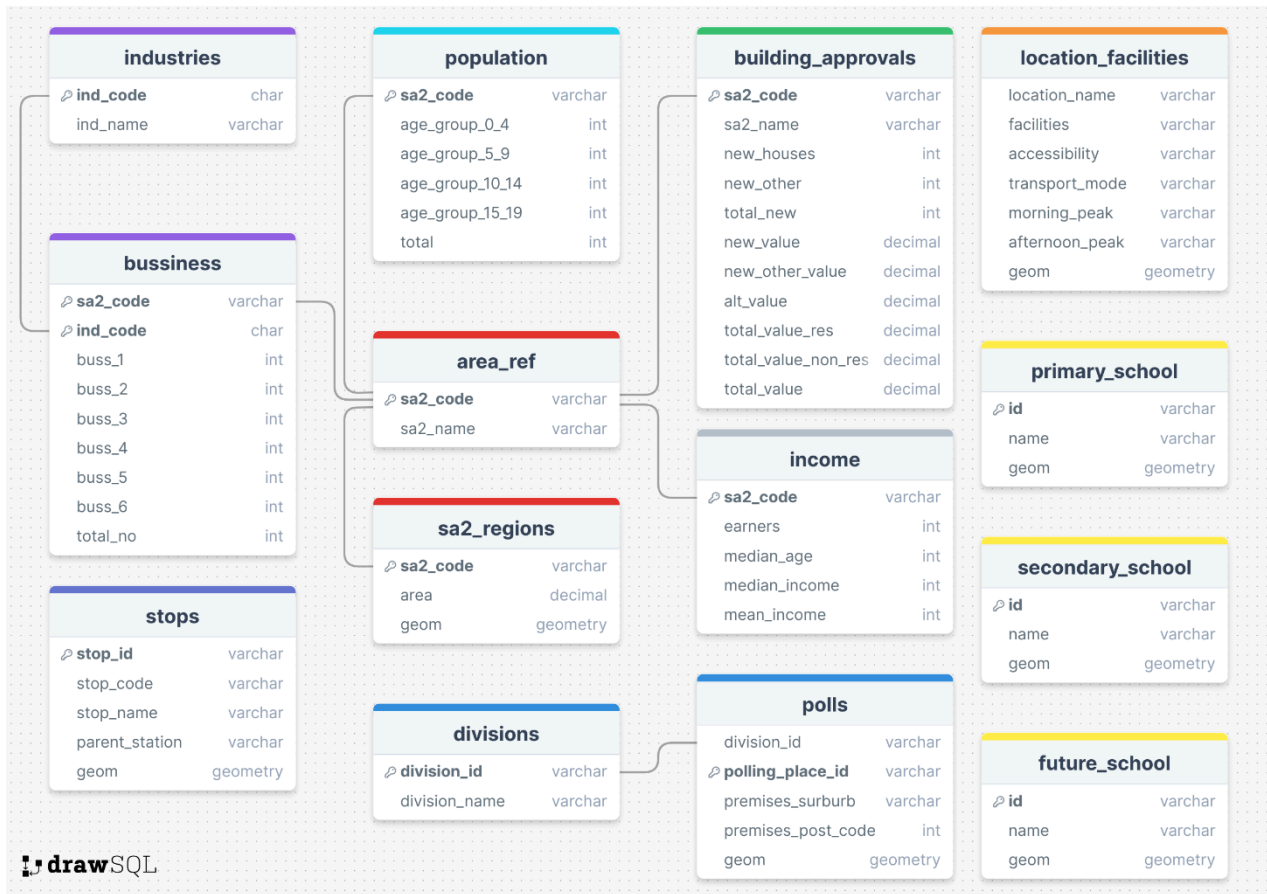 industries
ind_code char
ind_name varchar
bussiness
sa2_code varchar
ind_code char
buss_1 int
buss_2 int
buss_3 int
buss_4 int
buss_5 int
buss_6 int
total_no int
stops
stop_id varchar
stop_code varchar
stop_name varchar
parent_station varchar
geom geometry
population
sa2_code varchar
age_group_0_4 int
age_group_5_9 int
age_group_10_14 int
age_group_15_19 int
total int
area_ref
sa2_code varchar
sa2_name varchar
sa2_regions
sa2_code varchar
area decimal
geom geometry
divisions
division_id varchar
division_name varchar
building_approvals
sa2_code varchar
sa2_name varchar
new_houses int
new_other int
total_new int
new_value decimal
new_other_value decimal
alt_value decimal
total_value_res decimal
total_value_non_res decimal
total_value decimal
income
sa2_code varchar
earners int
median_age int
median_income int
mean_income int
polls
division_id varchar
polling_place_id varchar
premises_surburb varchar
premises_post_code int
geom geometry
location_facilities
location_name varchar
facilities varchar
accessibility varchar
transport_mode varchar
morning_peak varchar
afternoon_peak varchar
geom geometry
primary_school
id varchar
name varchar
geom geometry
secondary_school
id varchar
name varchar
geom geometry
future_school
id varchar
name varchar
geom geometry
drawSQL